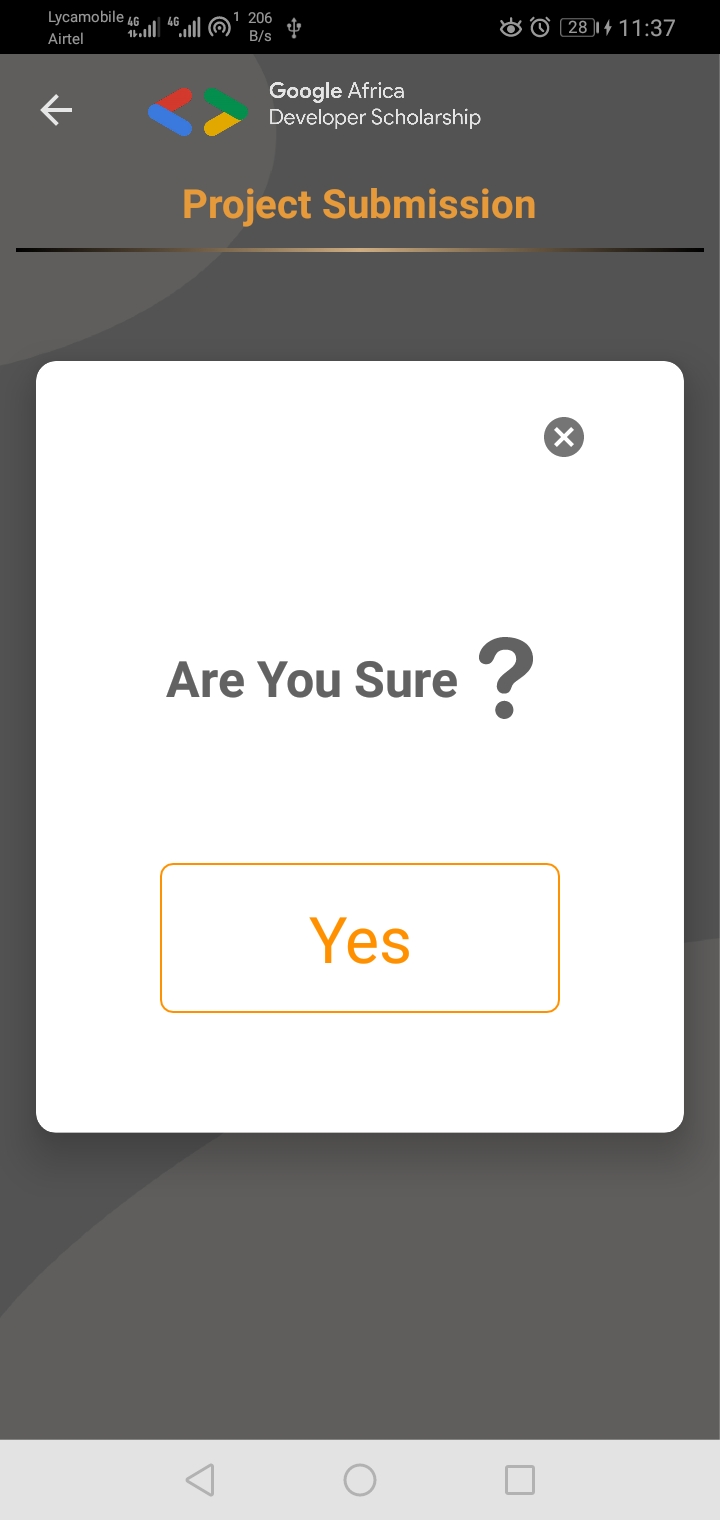 Lycamobile 4G 4G 1 206 28 11:37
Airtel B/s
Google Africa
Developer Scholarship
Project Submission
Are You Sure ?
Yes